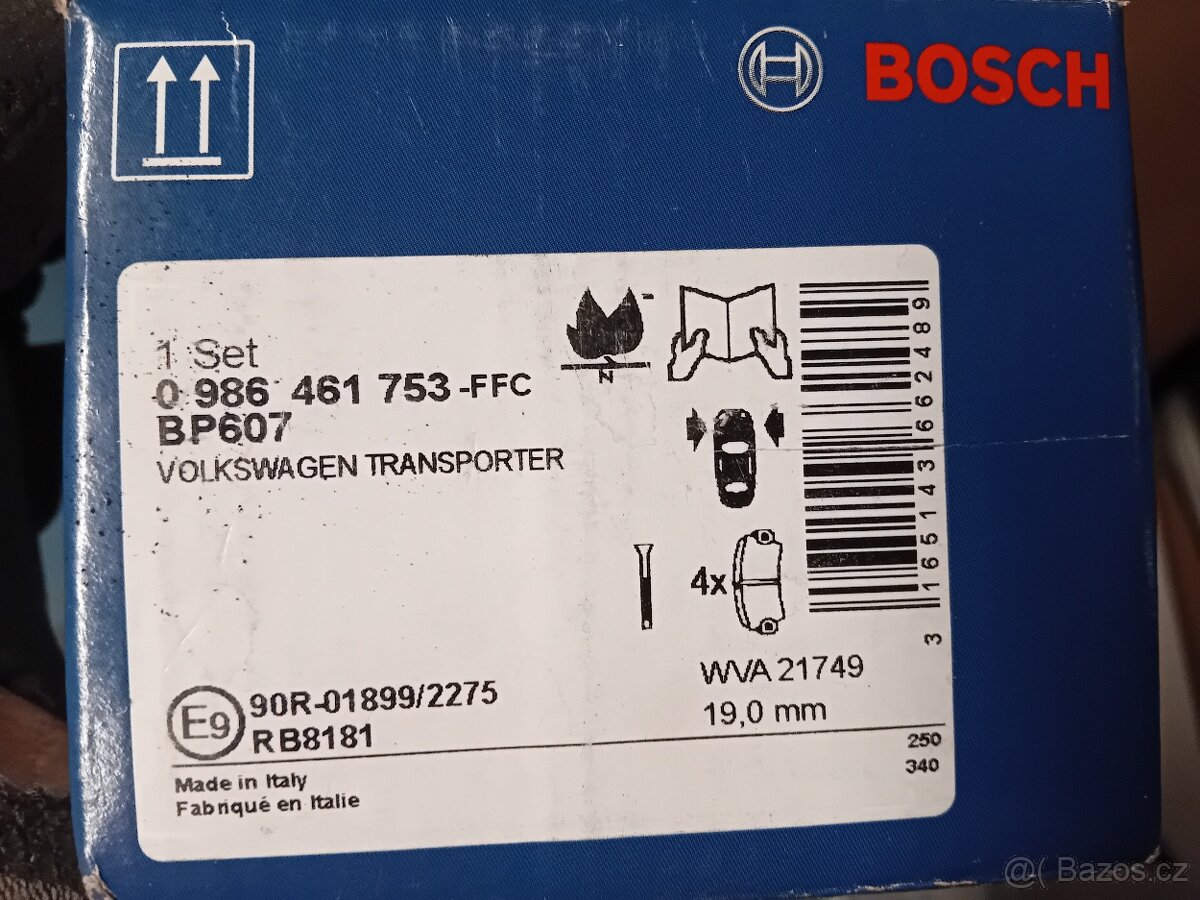 BOSCH
1 Set
0 986 461 753 -FFC
BP607
VOLKSWAGEN TRANSPORTER
N
4x
3 165143 662489
WVA 21749
19,0 mm
E9
90R-01899/2275
RB8181
250
340
Made in Italy
Fabriqué en Italie
@( Bazos.cz